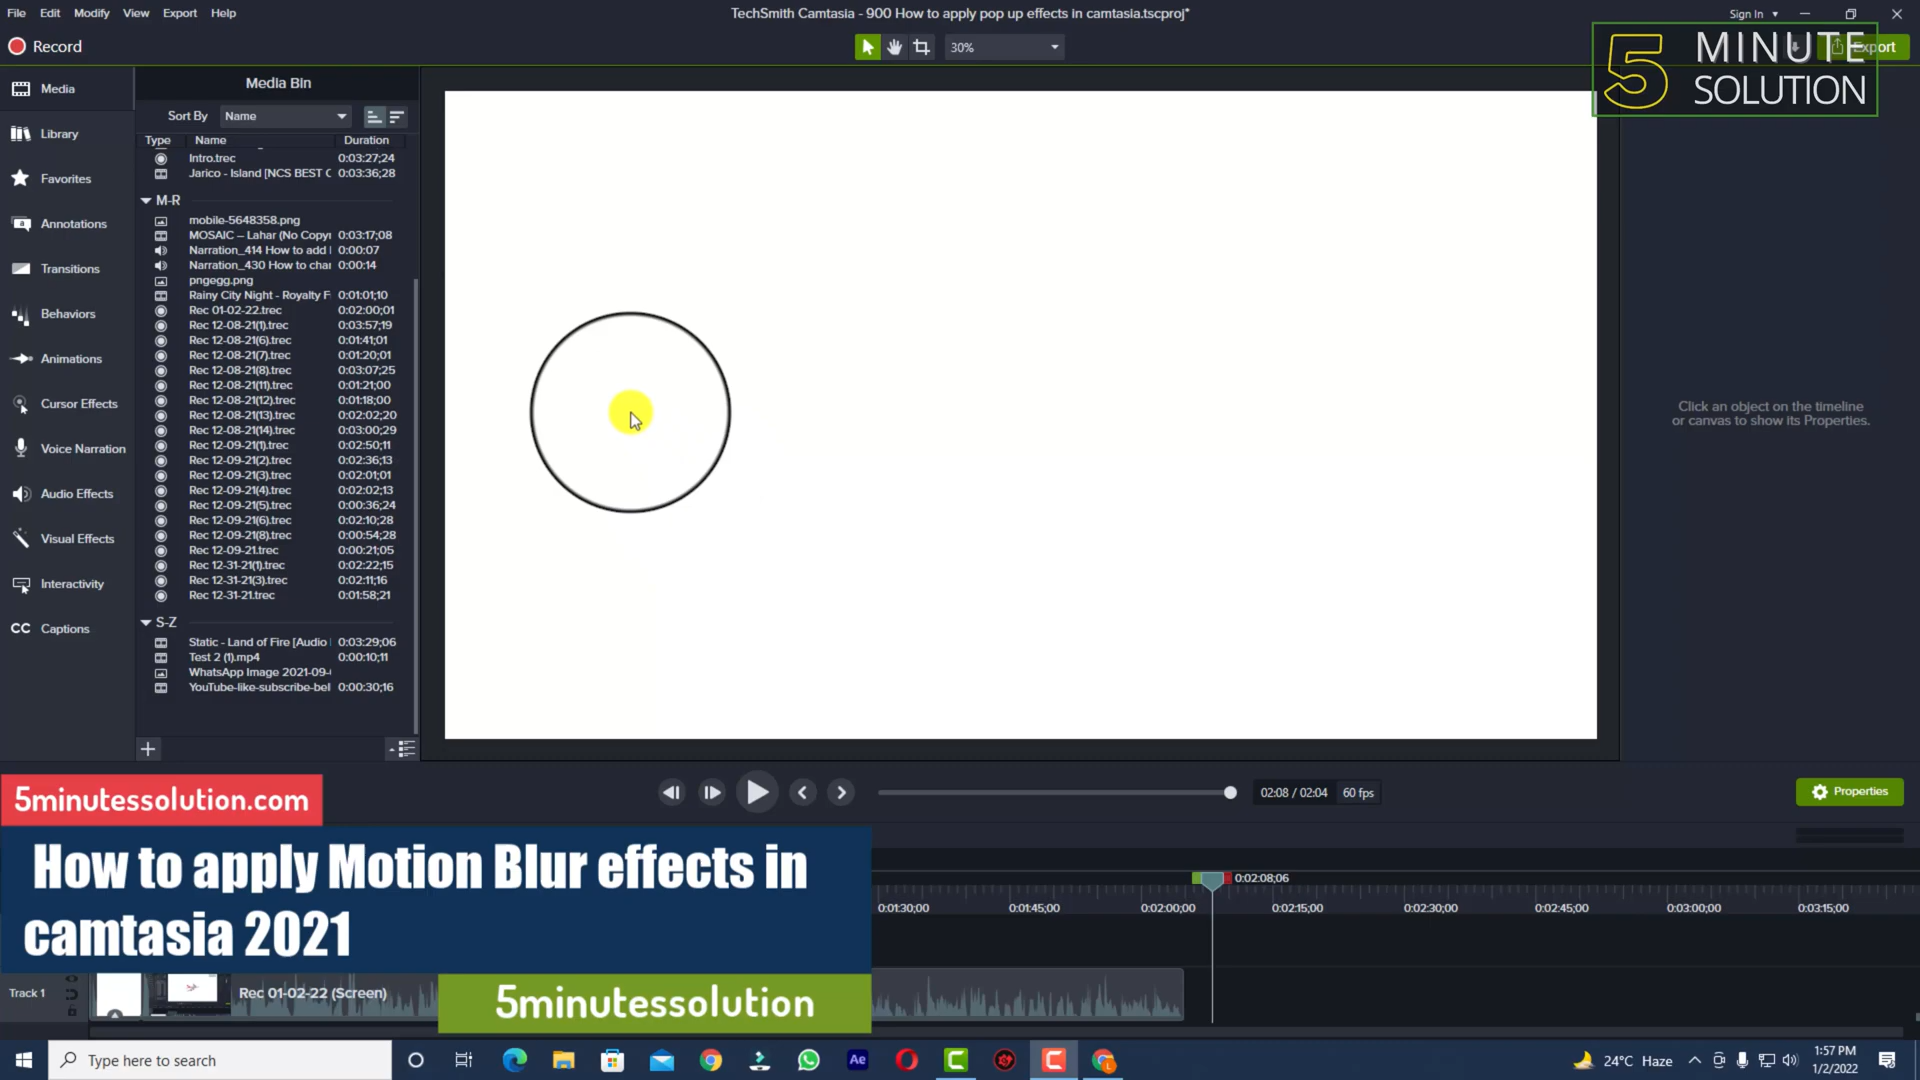 File Edit Modify View Export Help
TechSmith Camtasia - 900 How to apply pop up effects in camtasia.tscproj*
Sign In
Record
30%
Export
5 MINUTE
SOLUTION
Media
Library
Favorites
Annotations
Transitions
Behaviors
Animations
Cursor Effects
Voice Narration
Audio Effects
Visual Effects
Interactivity
CC Captions
Media Bin
Sort By Name
Type Name Duration
Intro.trec 0:03:27;24
Jarico - Island [NCS BEST 0:03:36;28
M-R
mobile-5648358.png
MOSAIC – Lahar (No Copyr 0:03:17;08
Narration_414 How to add 0:00:07
Narration_430 How to char 0:00:14
pngegg.png
Rainy City Night - Royalty F 0:01:01;10
Rec 01-02-22.trec 0:02:00;01
Rec 12-08-21(1).trec 0:03:57;19
Rec 12-08-21(6).trec 0:01:41;01
Rec 12-08-21(7).trec 0:01:20;01
Rec 12-08-21(8).trec 0:03:07;25
Rec 12-08-21(11).trec 0:01:21;00
Rec 12-08-21(12).trec 0:01:18;00
Rec 12-08-21(13).trec 0:02:02;20
Rec 12-08-21(14).trec 0:03:00;29
Rec 12-09-21(1).trec 0:02:50;11
Rec 12-09-21(2).trec 0:02:36;13
Rec 12-09-21(3).trec 0:02:01;01
Rec 12-09-21(4).trec 0:02:02;13
Rec 12-09-21(5).trec 0:00:36;24
Rec 12-09-21(6).trec 0:02:10;28
Rec 12-09-21(8).trec 0:00:54;28
Rec 12-09-21.trec 0:00:21;05
Rec 12-31-21(1).trec 0:02:22;15
Rec 12-31-21(3).trec 0:02:11;16
Rec 12-31-21.trec 0:01:58;21
S-Z
Static - Land of Fire [Audio 0:03:29;06
Test 2 (1).mp4 0:00:10;11
WhatsApp Image 2021-09- 
YouTube-like-subscribe-bel 0:00:30;16
Click an object on the timeline
or canvas to show its Properties.
02:08 / 02:04 60 fps
Properties
5minutessolution.com
How to apply Motion Blur effects in
camtasia 2021
5minutessolution
0:02:08;06
0:01:30;00 0:01:45;00 0:02:00;00 0:02:15;00 0:02:30;00 0:02:45;00 0:03:00;00 0:03:15;00
Track 1
Rec 01-02-22 (Screen)
Type here to search
Ae
24°C Haze
1:57 PM
1/2/2022